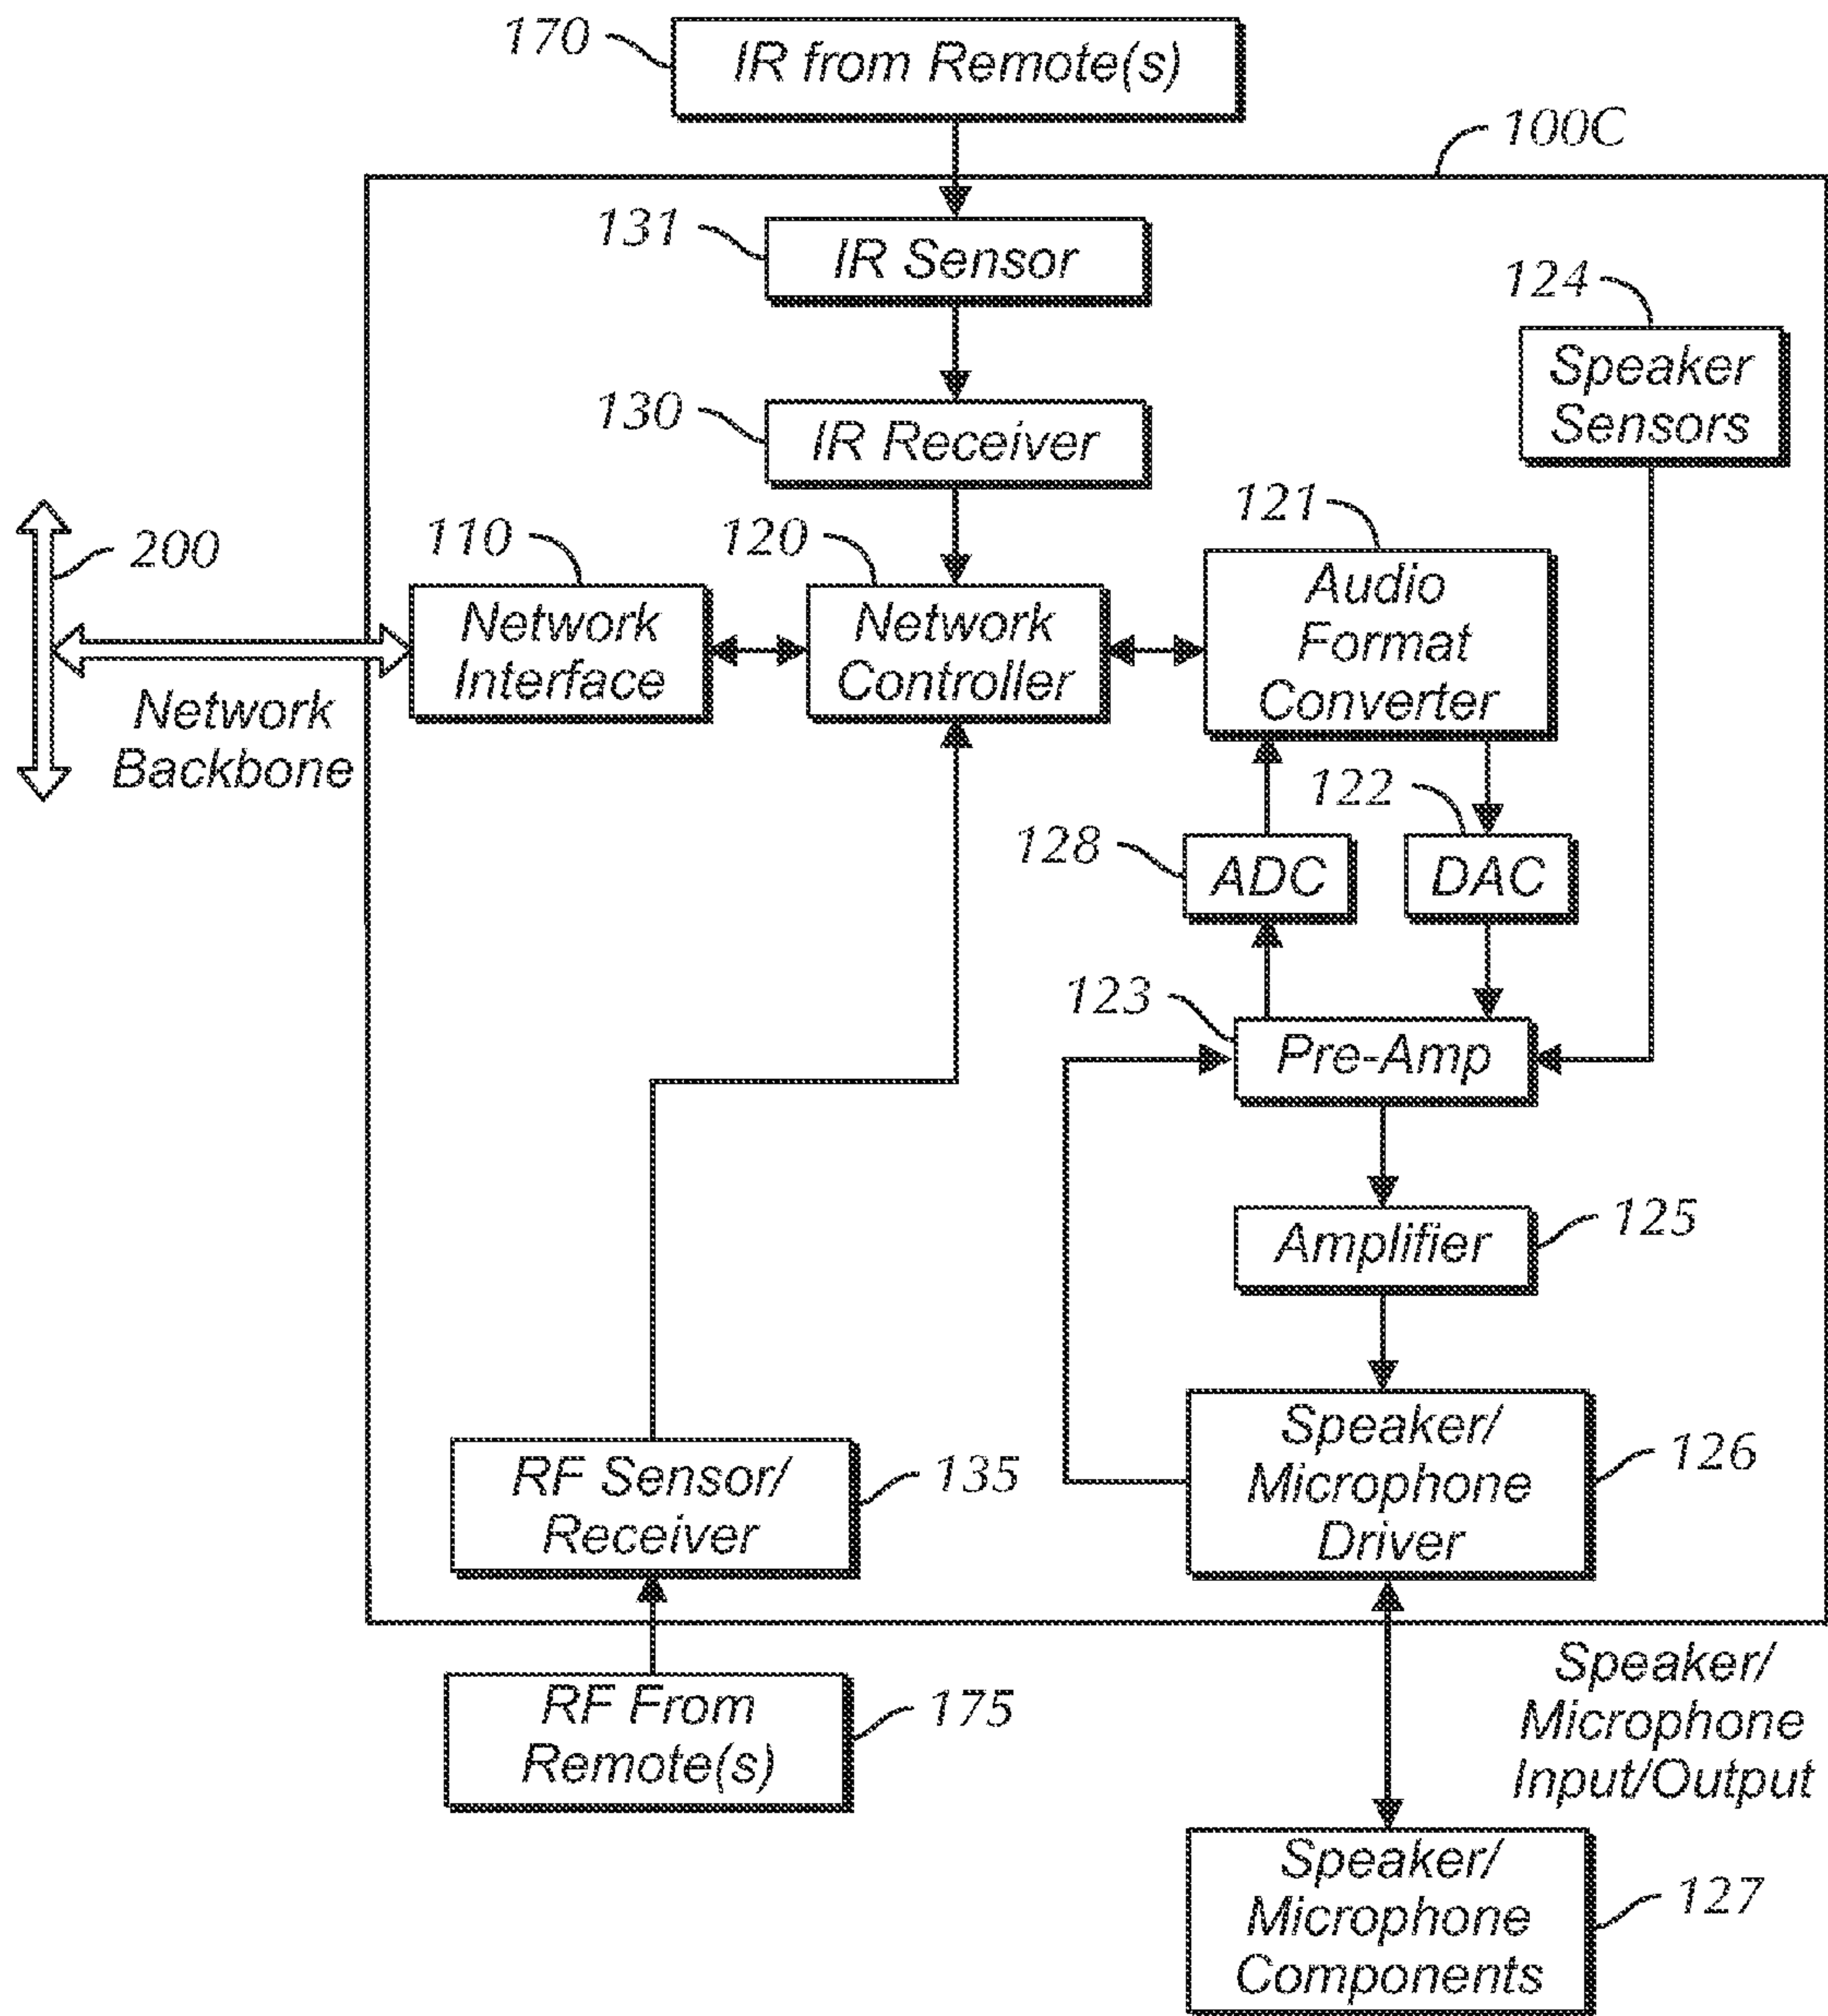 170
IR from Remote(s)
100C
131
IR Sensor
124
Speaker
Sensors
130
IR Receiver
121
200
110
120
Network
Interface
Network
Controller
Audio
Format
Converter
Network
Backbone
122
128
ADC
DAC
123
Pre-Amp
Amplifier
125
RF Sensor/
Receiver
135
Speaker/
Microphone
Driver
126
RF From
Remote(s)
175
Speaker/
Microphone
Input/Output
Speaker/
Microphone
Components
127